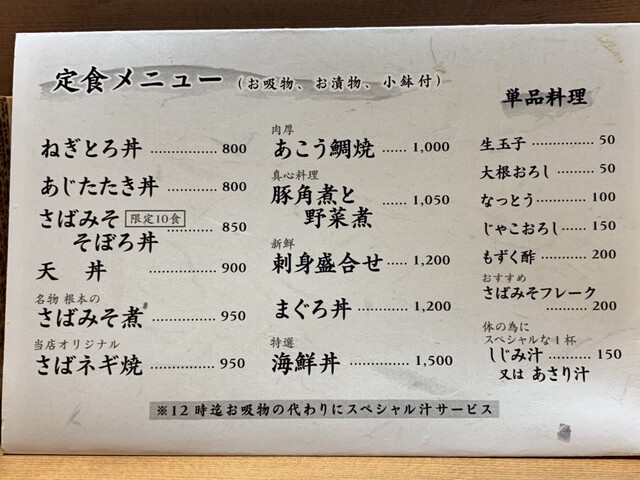 定食メニュー（お吸物、お漬物、小鉢付）
ねぎとろ丼 ........ 800
あじたたき丼 ...... 800
さばみそ 限定10食
そぼろ丼 ........... 850
天　丼 ............. 900
名物 根本の
さばみそ煮 ......... 950
当店オリジナル
さばネギ焼 ......... 950
肉厚
あこう鯛焼 ...... 1,000
真心料理
豚角煮と
野菜煮 ...... 1,050
新鮮
刺身盛合せ ..... 1,200
まぐろ丼 ....... 1,200
特選
海鮮丼 ......... 1,500
単品料理
生玉子 ........... 50
大根おろし ....... 50
なっとう ........ 100
じゃこおろし ..... 150
もずく酢 ........ 200
おすすめ
さばみそフレーク
........ 200
体の為に
スペシャルな1杯
しじみ汁 ........ 150
又は あさり汁
※12時迄お吸物の代わりにスペシャル汁サービス